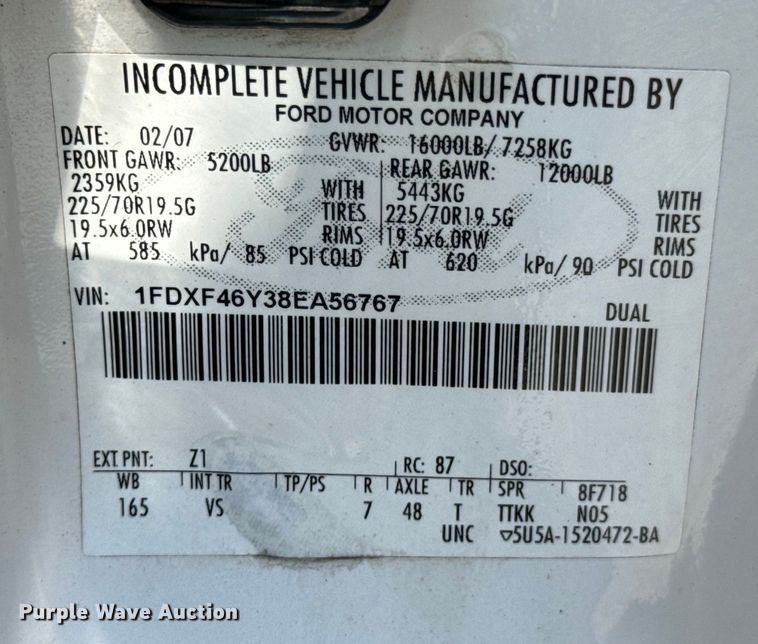 INCOMPLETE VEHICLE MANUFACTURED BY
FORD MOTOR COMPANY
DATE: 02/07 GVWR: 16000LB/ 7258KG
FRONT GAWR: 5200LB REAR GAWR: 12000LB
2359KG WITH 5443KG WITH
225/70R19.5G TIRES 225/70R19.5G TIRES
19.5x6.0RW RIMS 19.5x6.0RW RIMS
AT 585 kPa/ 85 PSI COLD AT 620 kPa/ 90 PSI COLD
VIN: 1FDXF46Y38EA56767 DUAL
EXT PNT: Z1 RC: 87 DSO:
WB INT TR TP/PS R AXLE TR SPR 8F718
165 VS 7 48 T TTKK N05
UNC ▽5U5A-1520472-BA
Purple Wave Auction